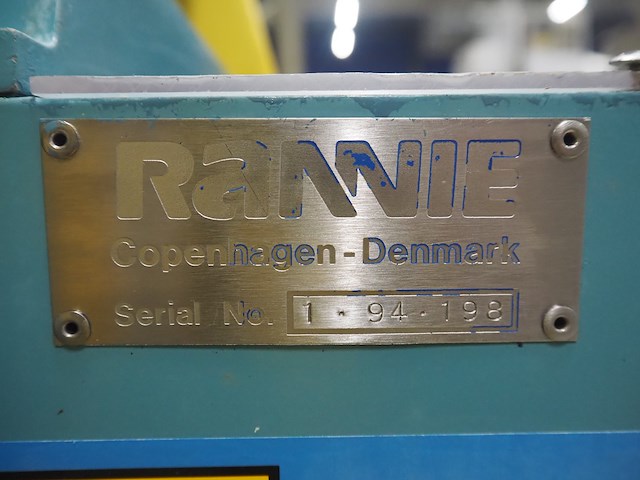 RaNNIE
Copenhagen-Denmark
Serial No. 1 · 94 · 198